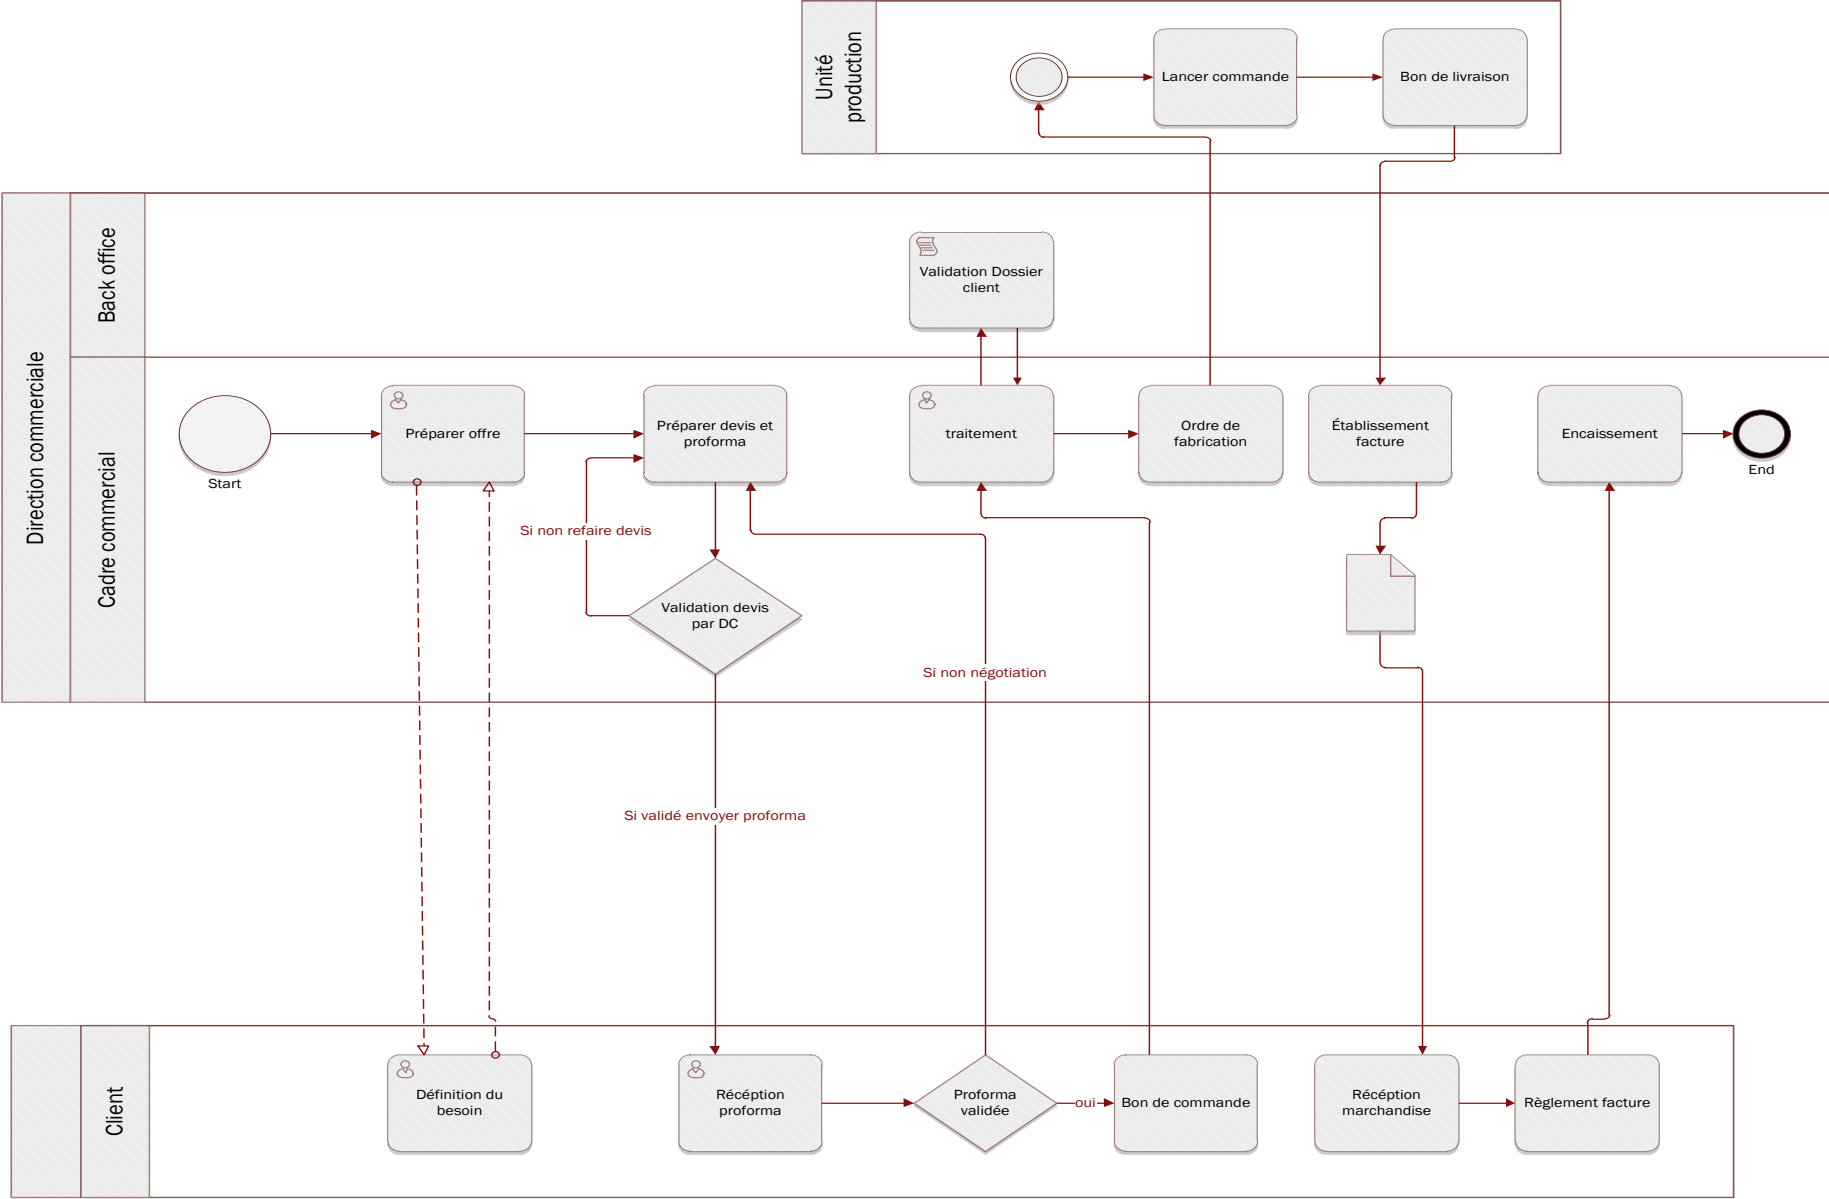 Unité
production
Lancer commande
Bon de livraison
Direction commerciale
Back office
Validation Dossier
client
Cadre commercial
Start
Préparer offre
Préparer devis et
proforma
traitement
Ordre de
fabrication
Établissement
facture
Encaissement
End
Si non refaire devis
Validation devis
par DC
Si non négotiation
Si validé envoyer proforma
Client
Définition du
besoin
Récéption
proforma
Proforma
validée
oui
Bon de commande
Récéption
marchandise
Règlement facture